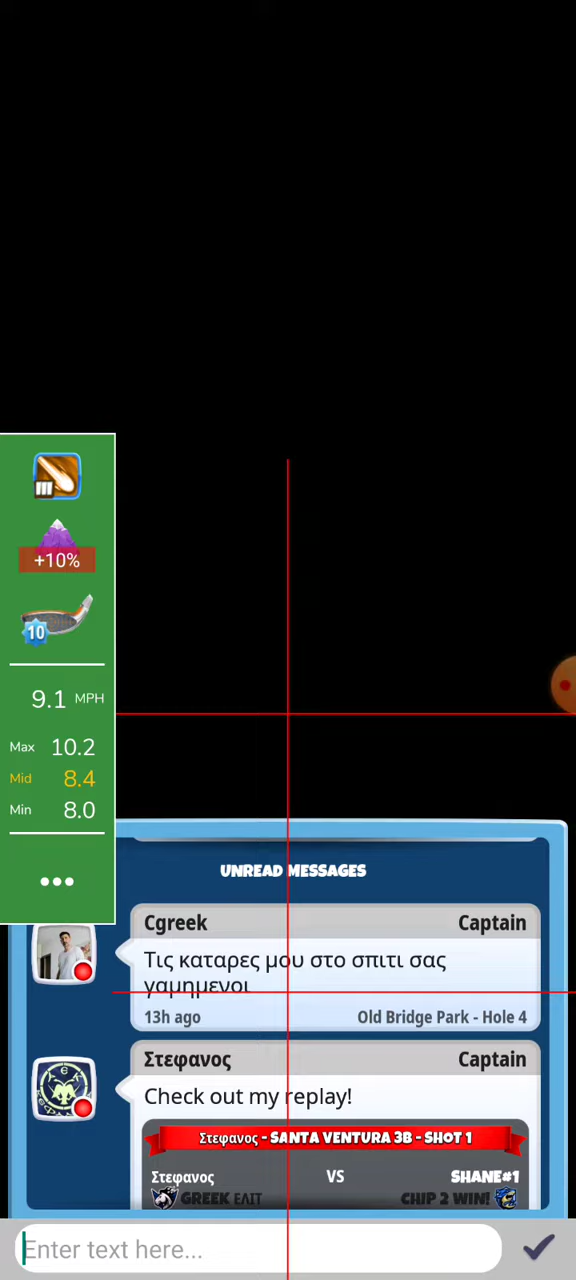 III
+10%
10
9.1 MPH
Max 10.2
Mid 8.4
Min 8.0
UNREAD MESSAGES
Cgreek Captain
Τις καταρες μου στο σπιτι σας
γαμημενοι
13h ago Old Bridge Park - Hole 4
Στεφανος Captain
Check out my replay!
Στεφανος - SANTA VENTURA 3B - SHOT 1
Στεφανος VS SHANE#1
GREEK ΕΛΙΤ CHIP 2 WIN!
Enter text here...